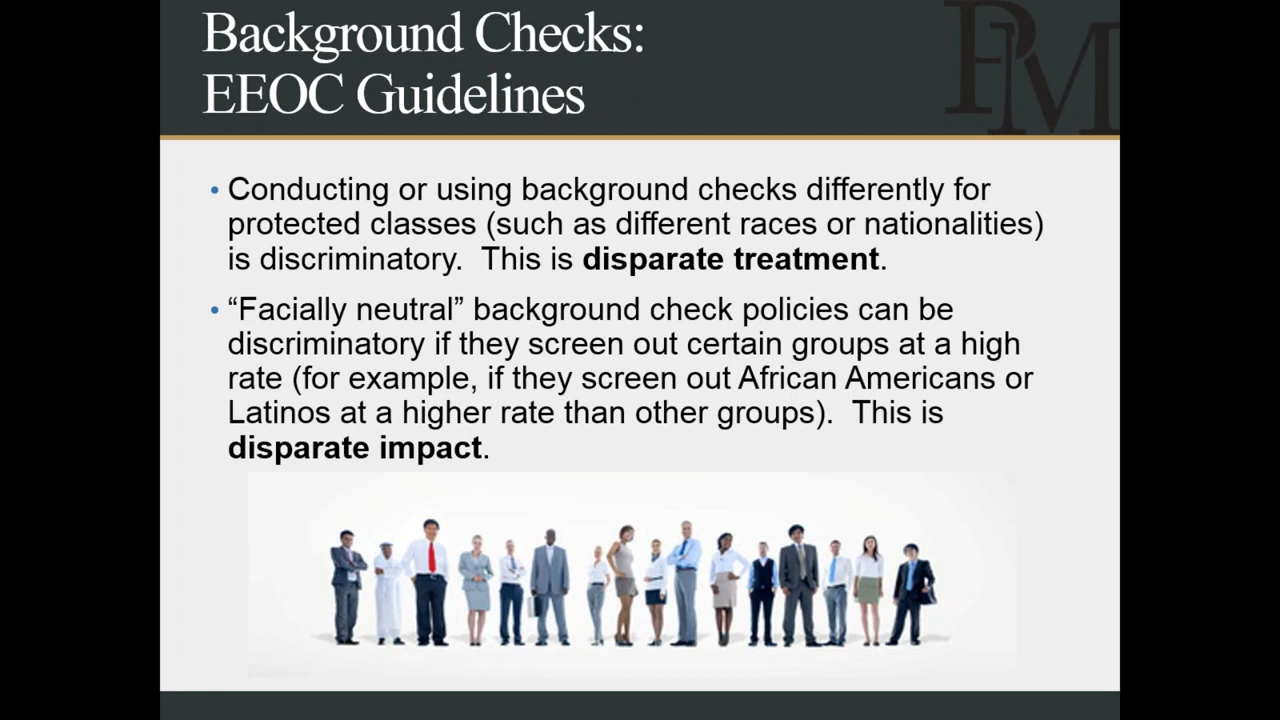 Background Checks:
EEOC Guidelines
PM
• Conducting or using background checks differently for
protected classes (such as different races or nationalities)
is discriminatory.  This is disparate treatment.
• “Facially neutral” background check policies can be
discriminatory if they screen out certain groups at a high
rate (for example, if they screen out African Americans or
Latinos at a higher rate than other groups).  This is
disparate impact.